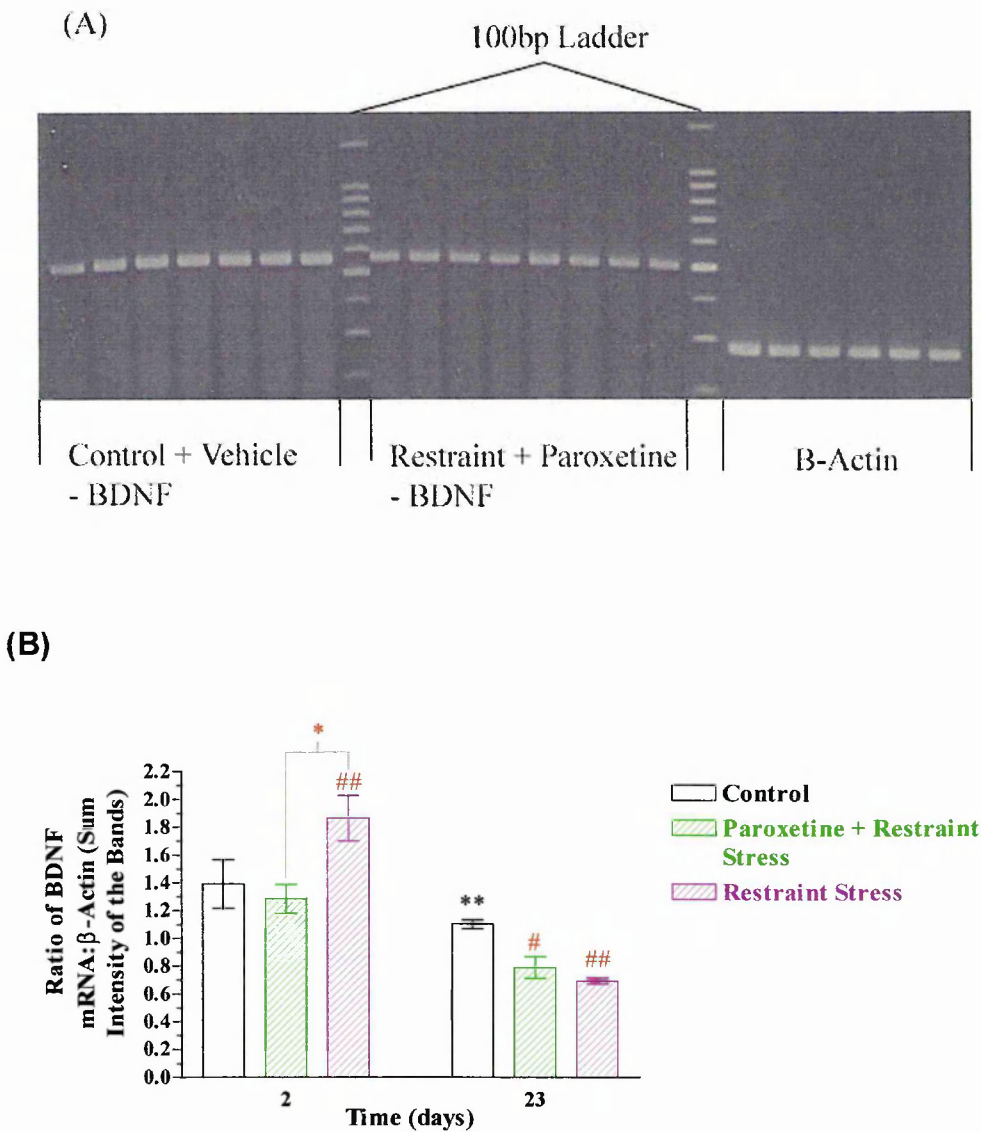 (A)
100bp Ladder
Control + Vehicle
- BDNF
Restraint + Paroxetine
- BDNF
B-Actin
(B)
Ratio of BDNF
mRNA:β-Actin (Sum
Intensity of the Bands)
2.2
2.0
1.8
1.6
1.4
1.2
1.0
0.8
0.6
0.4
0.2
0.0
*
##
**
#
##
2
23
Time (days)
Control
Paroxetine + Restraint
Stress
Restraint Stress